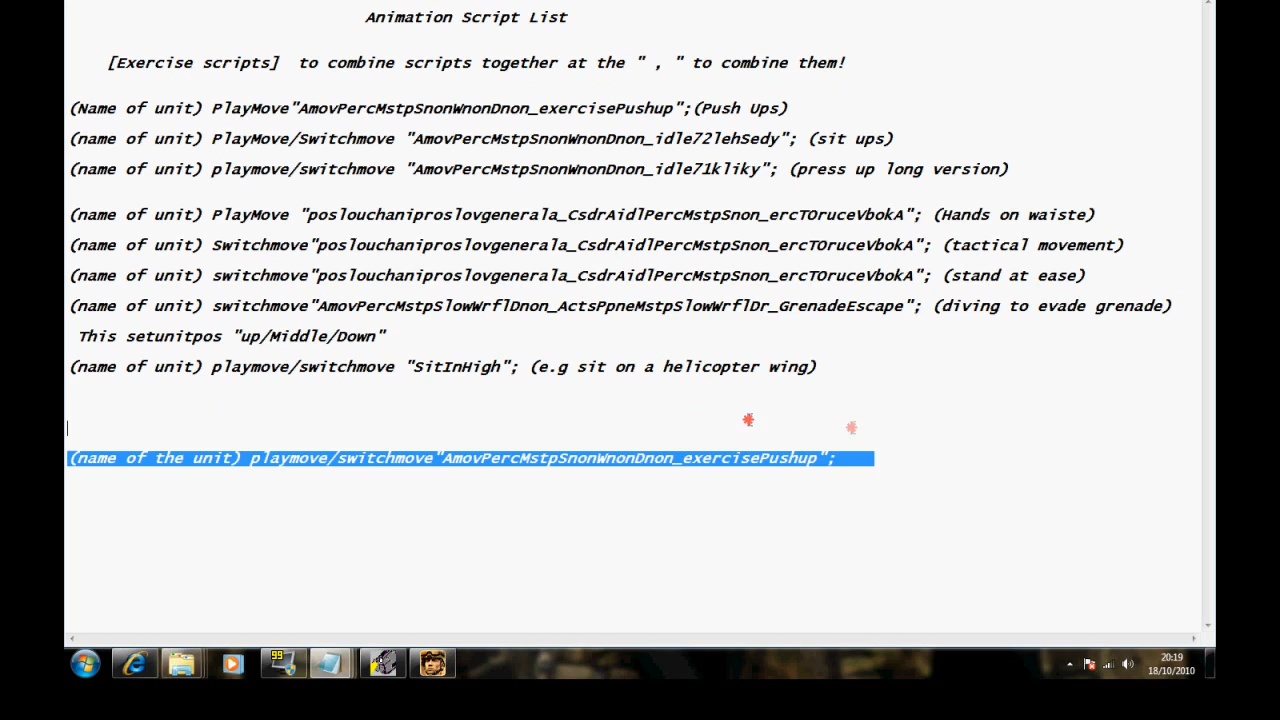 Animation Script List
[Exercise scripts]  to combine scripts together at the " , " to combine them!
(Name of unit) PlayMove"AmovPercMstpSnonWnonDnon_exercisePushup";(Push Ups)
(name of unit) PlayMove/Switchmove "AmovPercMstpSnonWnonDnon_idle72lehSedy"; (sit ups)
(name of unit) playmove/switchmove "AmovPercMstpSnonWnonDnon_idle71kliky"; (press up long version)
(name of unit) PlayMove "poslouchaniproslovgenerala_CsdrAidlPercMstpSnon_ercTOruceVbokA"; (Hands on waiste)
(name of unit) Switchmove"poslouchaniproslovgenerala_CsdrAidlPercMstpSnon_ercTOruceVbokA"; (tactical movement)
(name of unit) switchmove"poslouchaniproslovgenerala_CsdrAidlPercMstpSnon_ercTOruceVbokA"; (stand at ease)
(name of unit) switchmove"AmovPercMstpSlowWrflDnon_ActsPpneMstpSlowWrflDr_GrenadeEscape"; (diving to evade grenade)
This setunitpos "up/Middle/Down"
(name of unit) playmove/switchmove "SitInHigh"; (e.g sit on a helicopter wing)
(name of the unit) playmove/switchmove"AmovPercMstpSnonWnonDnon_exercisePushup";
99
20:19
18/10/2010